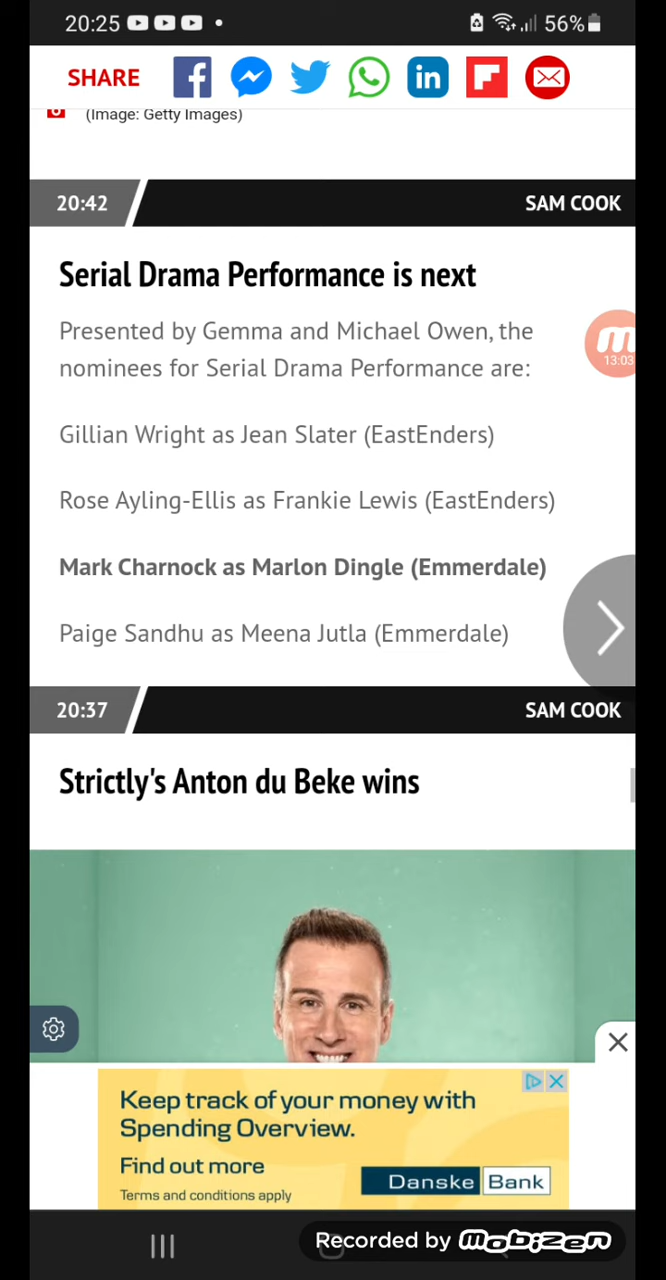 20:25
56%
SHARE
(Image: Getty Images)
20:42 SAM COOK
Serial Drama Performance is next
Presented by Gemma and Michael Owen, the
nominees for Serial Drama Performance are:
13:03
Gillian Wright as Jean Slater (EastEnders)
Rose Ayling-Ellis as Frankie Lewis (EastEnders)
Mark Charnock as Marlon Dingle (Emmerdale)
Paige Sandhu as Meena Jutla (Emmerdale)
20:37 SAM COOK
Strictly's Anton du Beke wins
Keep track of your money with
Spending Overview.
Find out more
Danske Bank
Terms and conditions apply
Recorded by mobizen